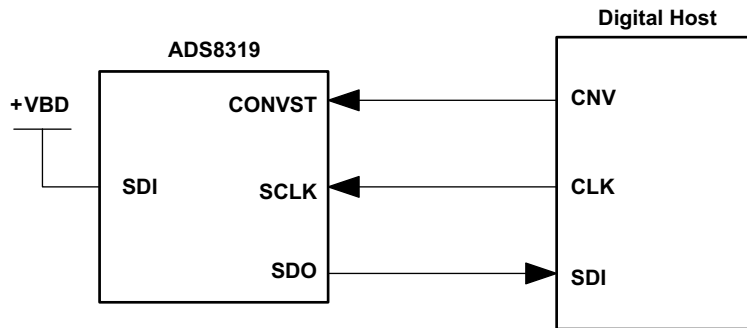 Digital Host
ADS8319
+VBD
CONVST
CNV
SDI
SCLK
CLK
SDO
SDI